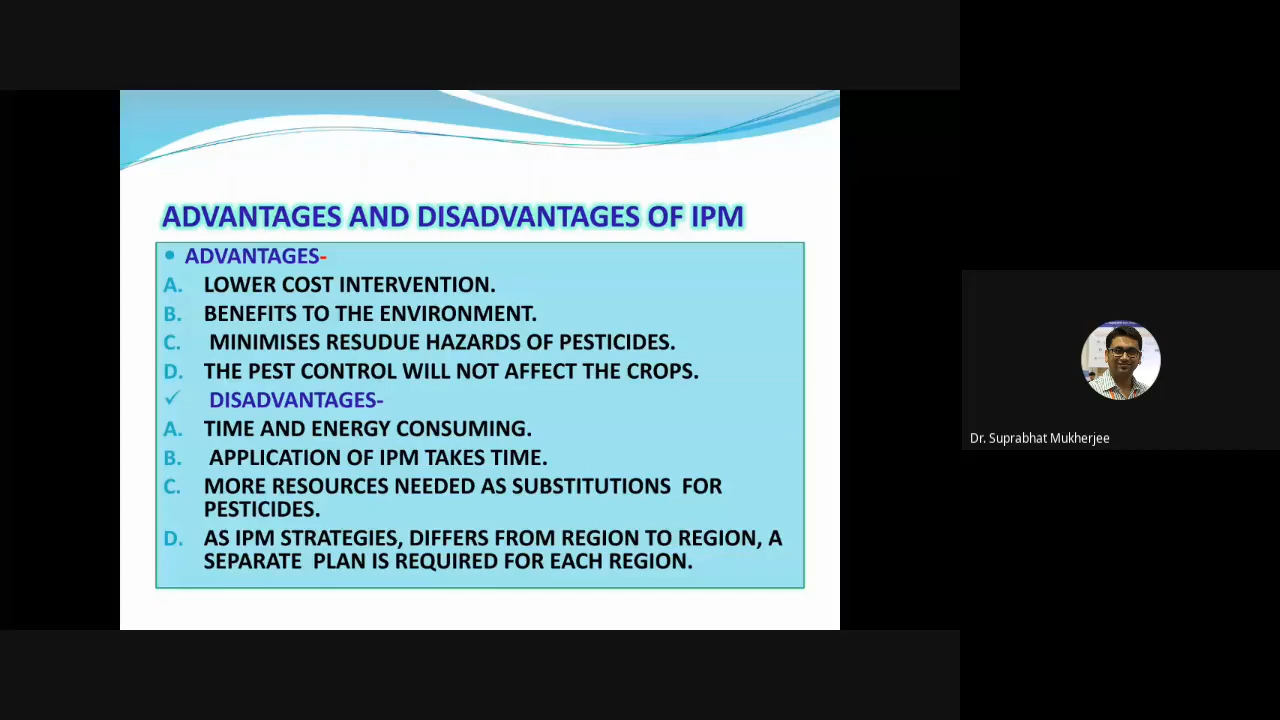 ADVANTAGES AND DISADVANTAGES OF IPM
• ADVANTAGES-
A. LOWER COST INTERVENTION.
B. BENEFITS TO THE ENVIRONMENT.
C. MINIMISES RESUDUE HAZARDS OF PESTICIDES.
D. THE PEST CONTROL WILL NOT AFFECT THE CROPS.
✓ DISADVANTAGES-
A. TIME AND ENERGY CONSUMING.
B. APPLICATION OF IPM TAKES TIME.
C. MORE RESOURCES NEEDED AS SUBSTITUTIONS FOR
PESTICIDES.
D. AS IPM STRATEGIES, DIFFERS FROM REGION TO REGION, A
SEPARATE PLAN IS REQUIRED FOR EACH REGION.
Dr. Suprabhat Mukherjee